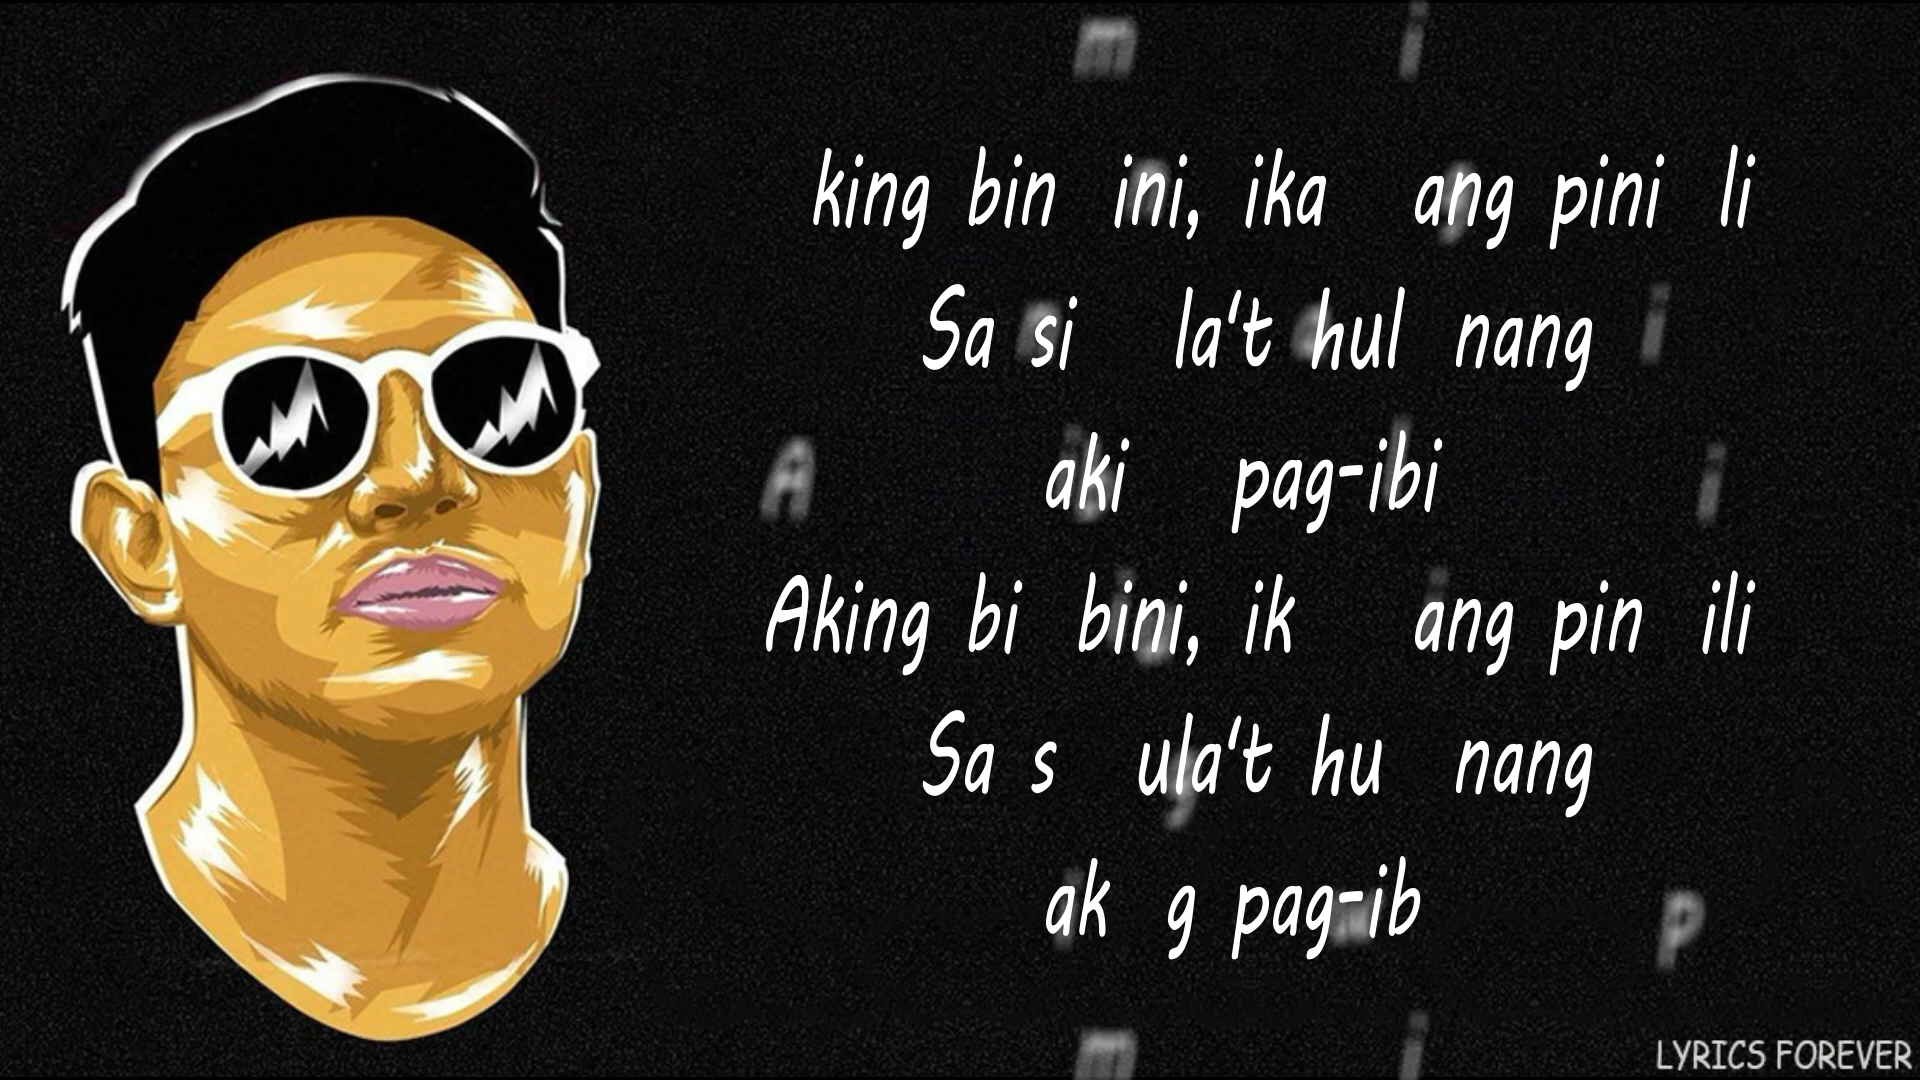 king bin ini, ika ang pini li
Sa si la't hul nang
aki pag-ibi
Aking bi bini, ik ang pin ili
Sa s ula't hu nang
ak g pag-ib
LYRICS FOREVER